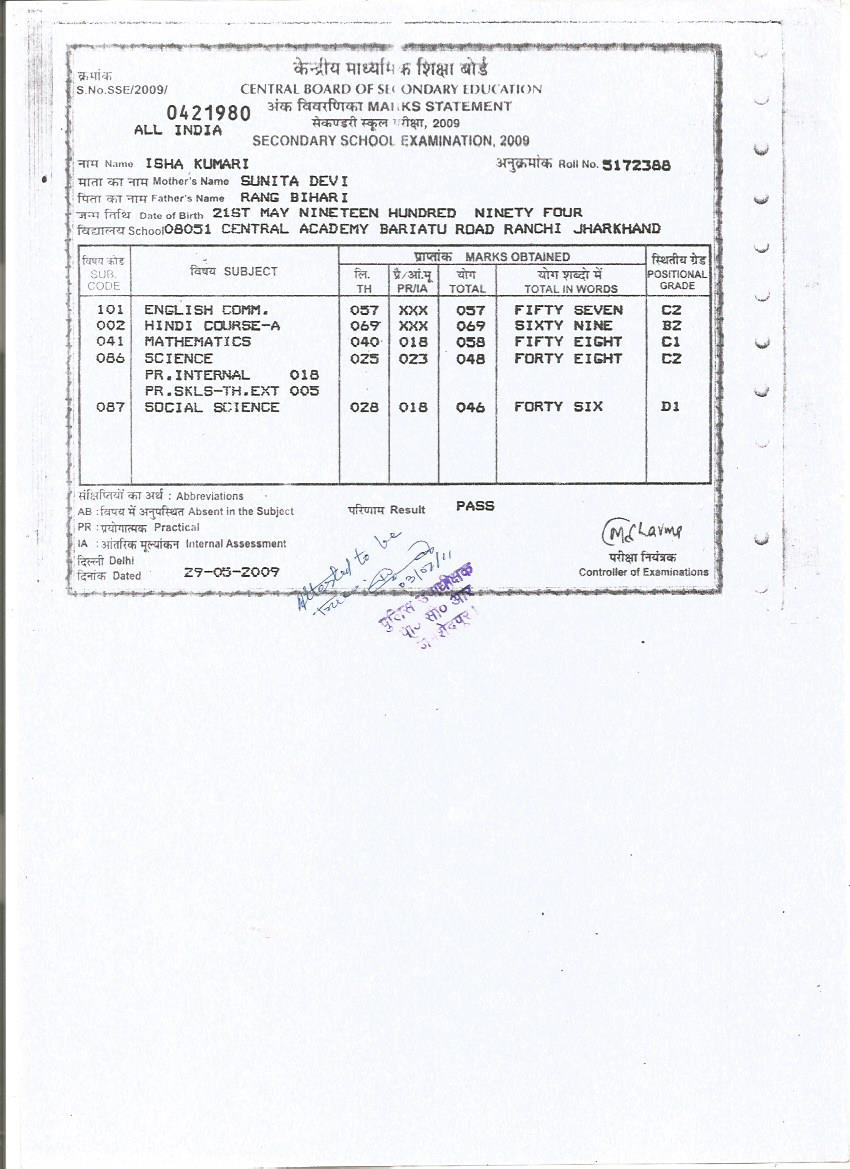 क्रमांक
S.No.SSE/2009/
0421980
ALL INDIA
केन्द्रीय माध्यमिक शिक्षा बोर्ड
CENTRAL BOARD OF SECONDARY EDUCATION
अंक विवरणिका MARKS STATEMENT
सेकण्डरी स्कूल परीक्षा, 2009
SECONDARY SCHOOL EXAMINATION, 2009
नाम Name ISHA KUMARI अनुक्रमांक Roll No. 5172388
माता का नाम Mother's Name SUNITA DEVI
पिता का नाम Father's Name RANG BIHARI
जन्म तिथि Date of Birth 21ST MAY NINETEEN HUNDRED NINETY FOUR
विद्यालय School 08051 CENTRAL ACADEMY BARIATU ROAD RANCHI JHARKHAND
विषय कोड SUB. CODE विषय SUBJECT प्राप्तांक MARKS OBTAINED स्थितीय ग्रेड POSITIONAL GRADE
लि. TH प्रै/आं.मू PR/IA योग TOTAL योग शब्दो में TOTAL IN WORDS
101 ENGLISH COMM. 057 XXX 057 FIFTY SEVEN C2
002 HINDI COURSE-A 069 XXX 069 SIXTY NINE B2
041 MATHEMATICS 040 018 058 FIFTY EIGHT C1
086 SCIENCE 025 023 048 FORTY EIGHT C2
PR.INTERNAL 018
PR.SKLS-TH.EXT 005
087 SOCIAL SCIENCE 028 018 046 FORTY SIX D1
संक्षिप्तियों का अर्थ : Abbreviations
AB : विषय में अनुपस्थित Absent in the Subject परिणाम Result PASS
PR : प्रयोगात्मक Practical
IA : आंतरिक मूल्यांकन Internal Assessment
दिल्ली Delhi परीक्षा नियंत्रक
दिनांक Dated 29-05-2009 Controller of Examinations
Attested to be
True
पुलिस उपाधीक्षक